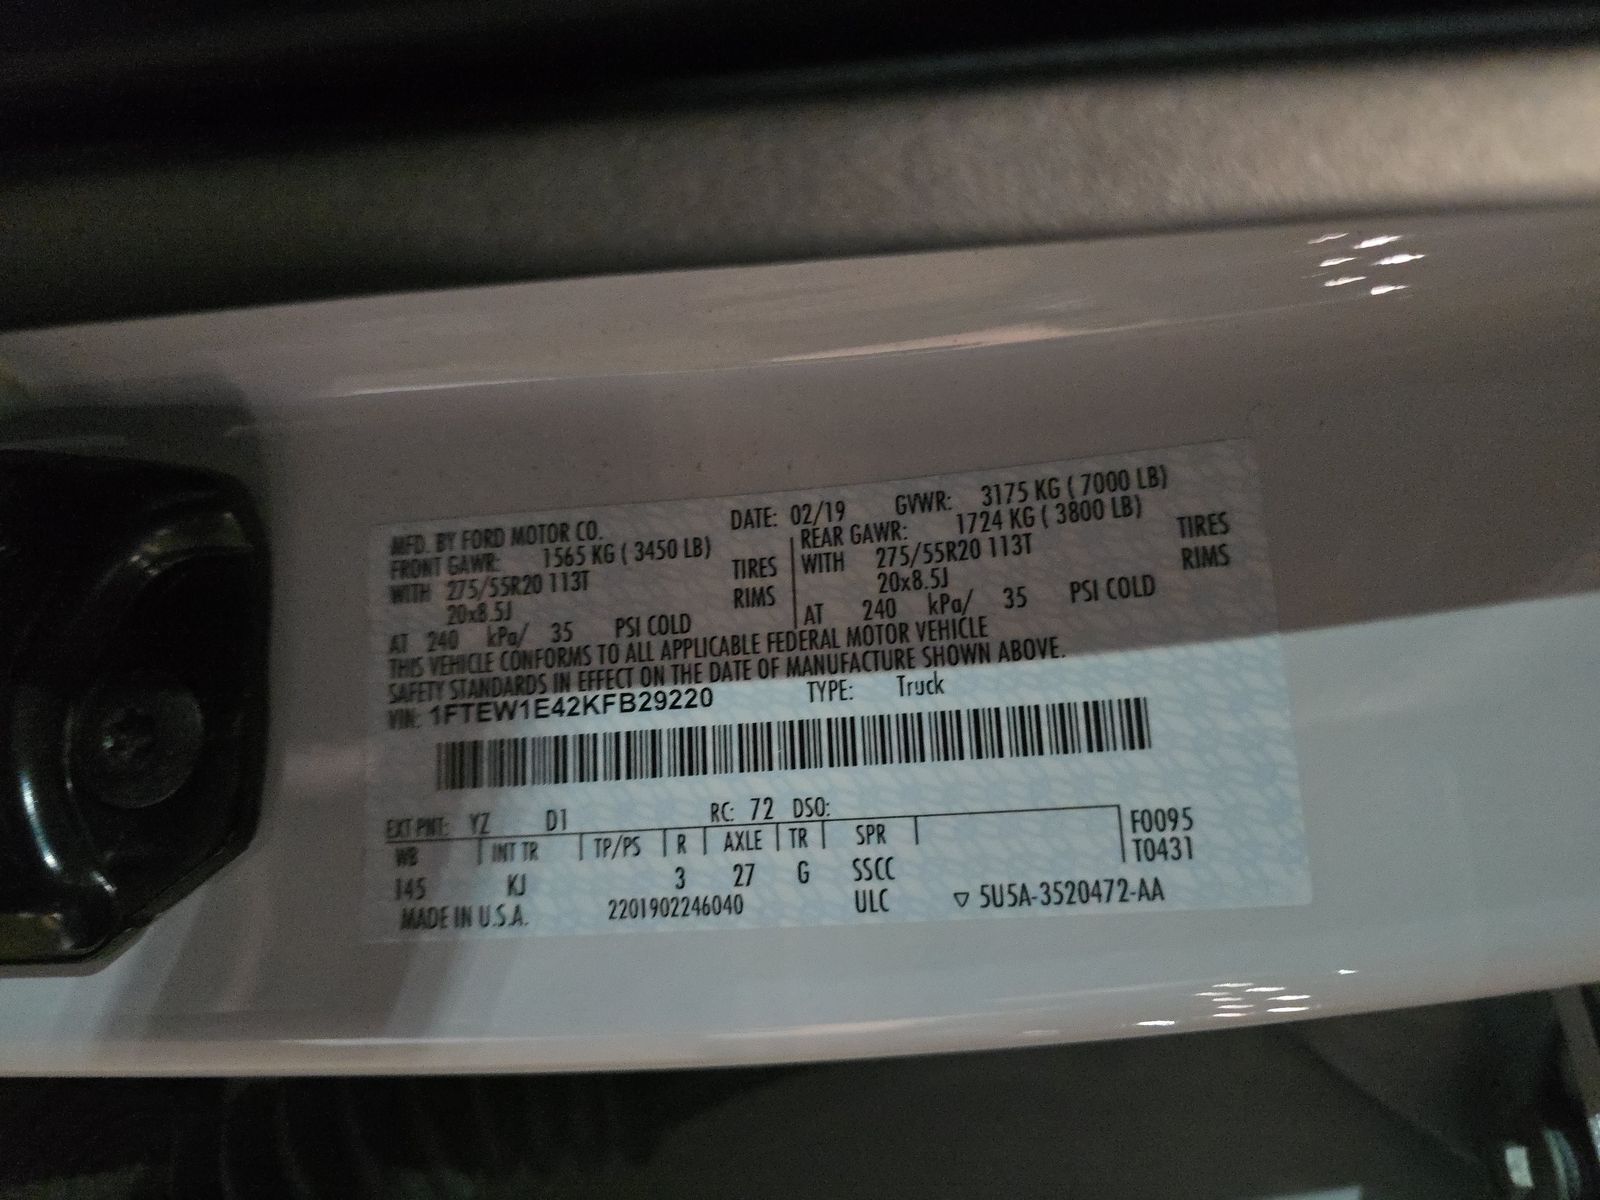 MFD. BY FORD MOTOR CO. DATE: 02/19 GVWR: 3175 KG ( 7000 LB)
FRONT GAWR: 1565 KG ( 3450 LB) REAR GAWR: 1724 KG ( 3800 LB)
WITH 275/55R20 113T TIRES WITH 275/55R20 113T TIRES
20x8.5J RIMS 20x8.5J RIMS
AT 240 kPa/ 35 PSI COLD AT 240 kPa/ 35 PSI COLD
THIS VEHICLE CONFORMS TO ALL APPLICABLE FEDERAL MOTOR VEHICLE
SAFETY STANDARDS IN EFFECT ON THE DATE OF MANUFACTURE SHOWN ABOVE.
VIN: 1FTEW1E42KFB29220 TYPE: Truck
EXT PNT: YZ D1 RC: 72 DSO:
WB INT TR TP/PS R AXLE TR SPR F0095
T0431
145 KJ 3 27 G SSCC
MADE IN U.S.A. 2201902246040 ULC ▽ 5U5A-3520472-AA